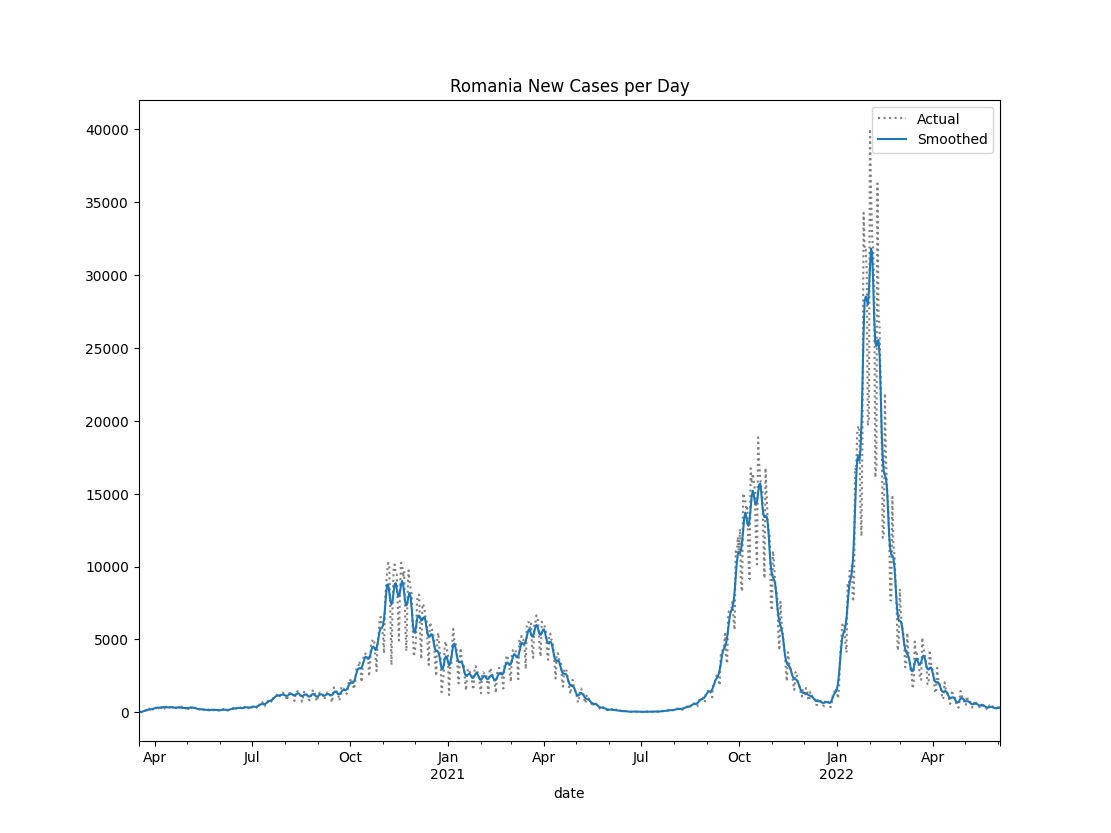 Romania New Cases per Day
Actual
Smoothed
40000
35000
30000
25000
20000
15000
10000
5000
0
Apr Jul Oct Jan Apr Jul Oct Jan Apr
2021 2022
date